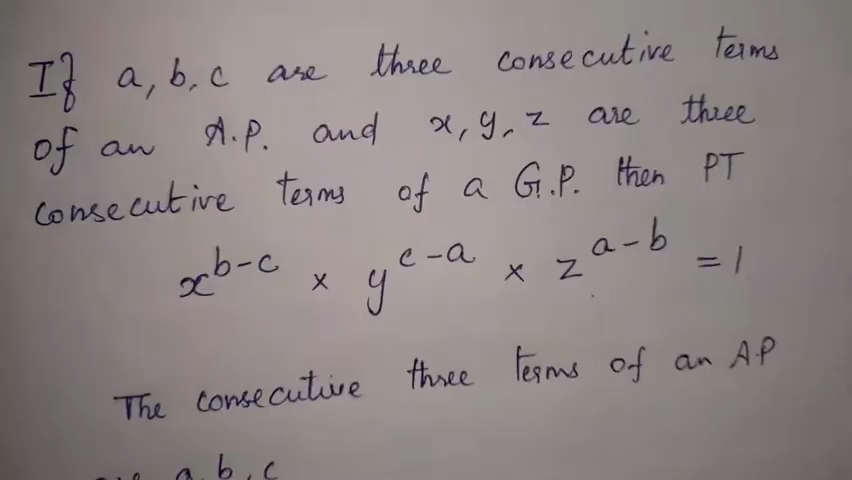 If a, b, c are three consecutive terms
of an A.P. and x, y, z are three
consecutive terms of a G.P. then PT
x^{b-c} × y^{c-a} × z^{a-b} = 1
The consecutive three terms of an A.P
are a, b, c